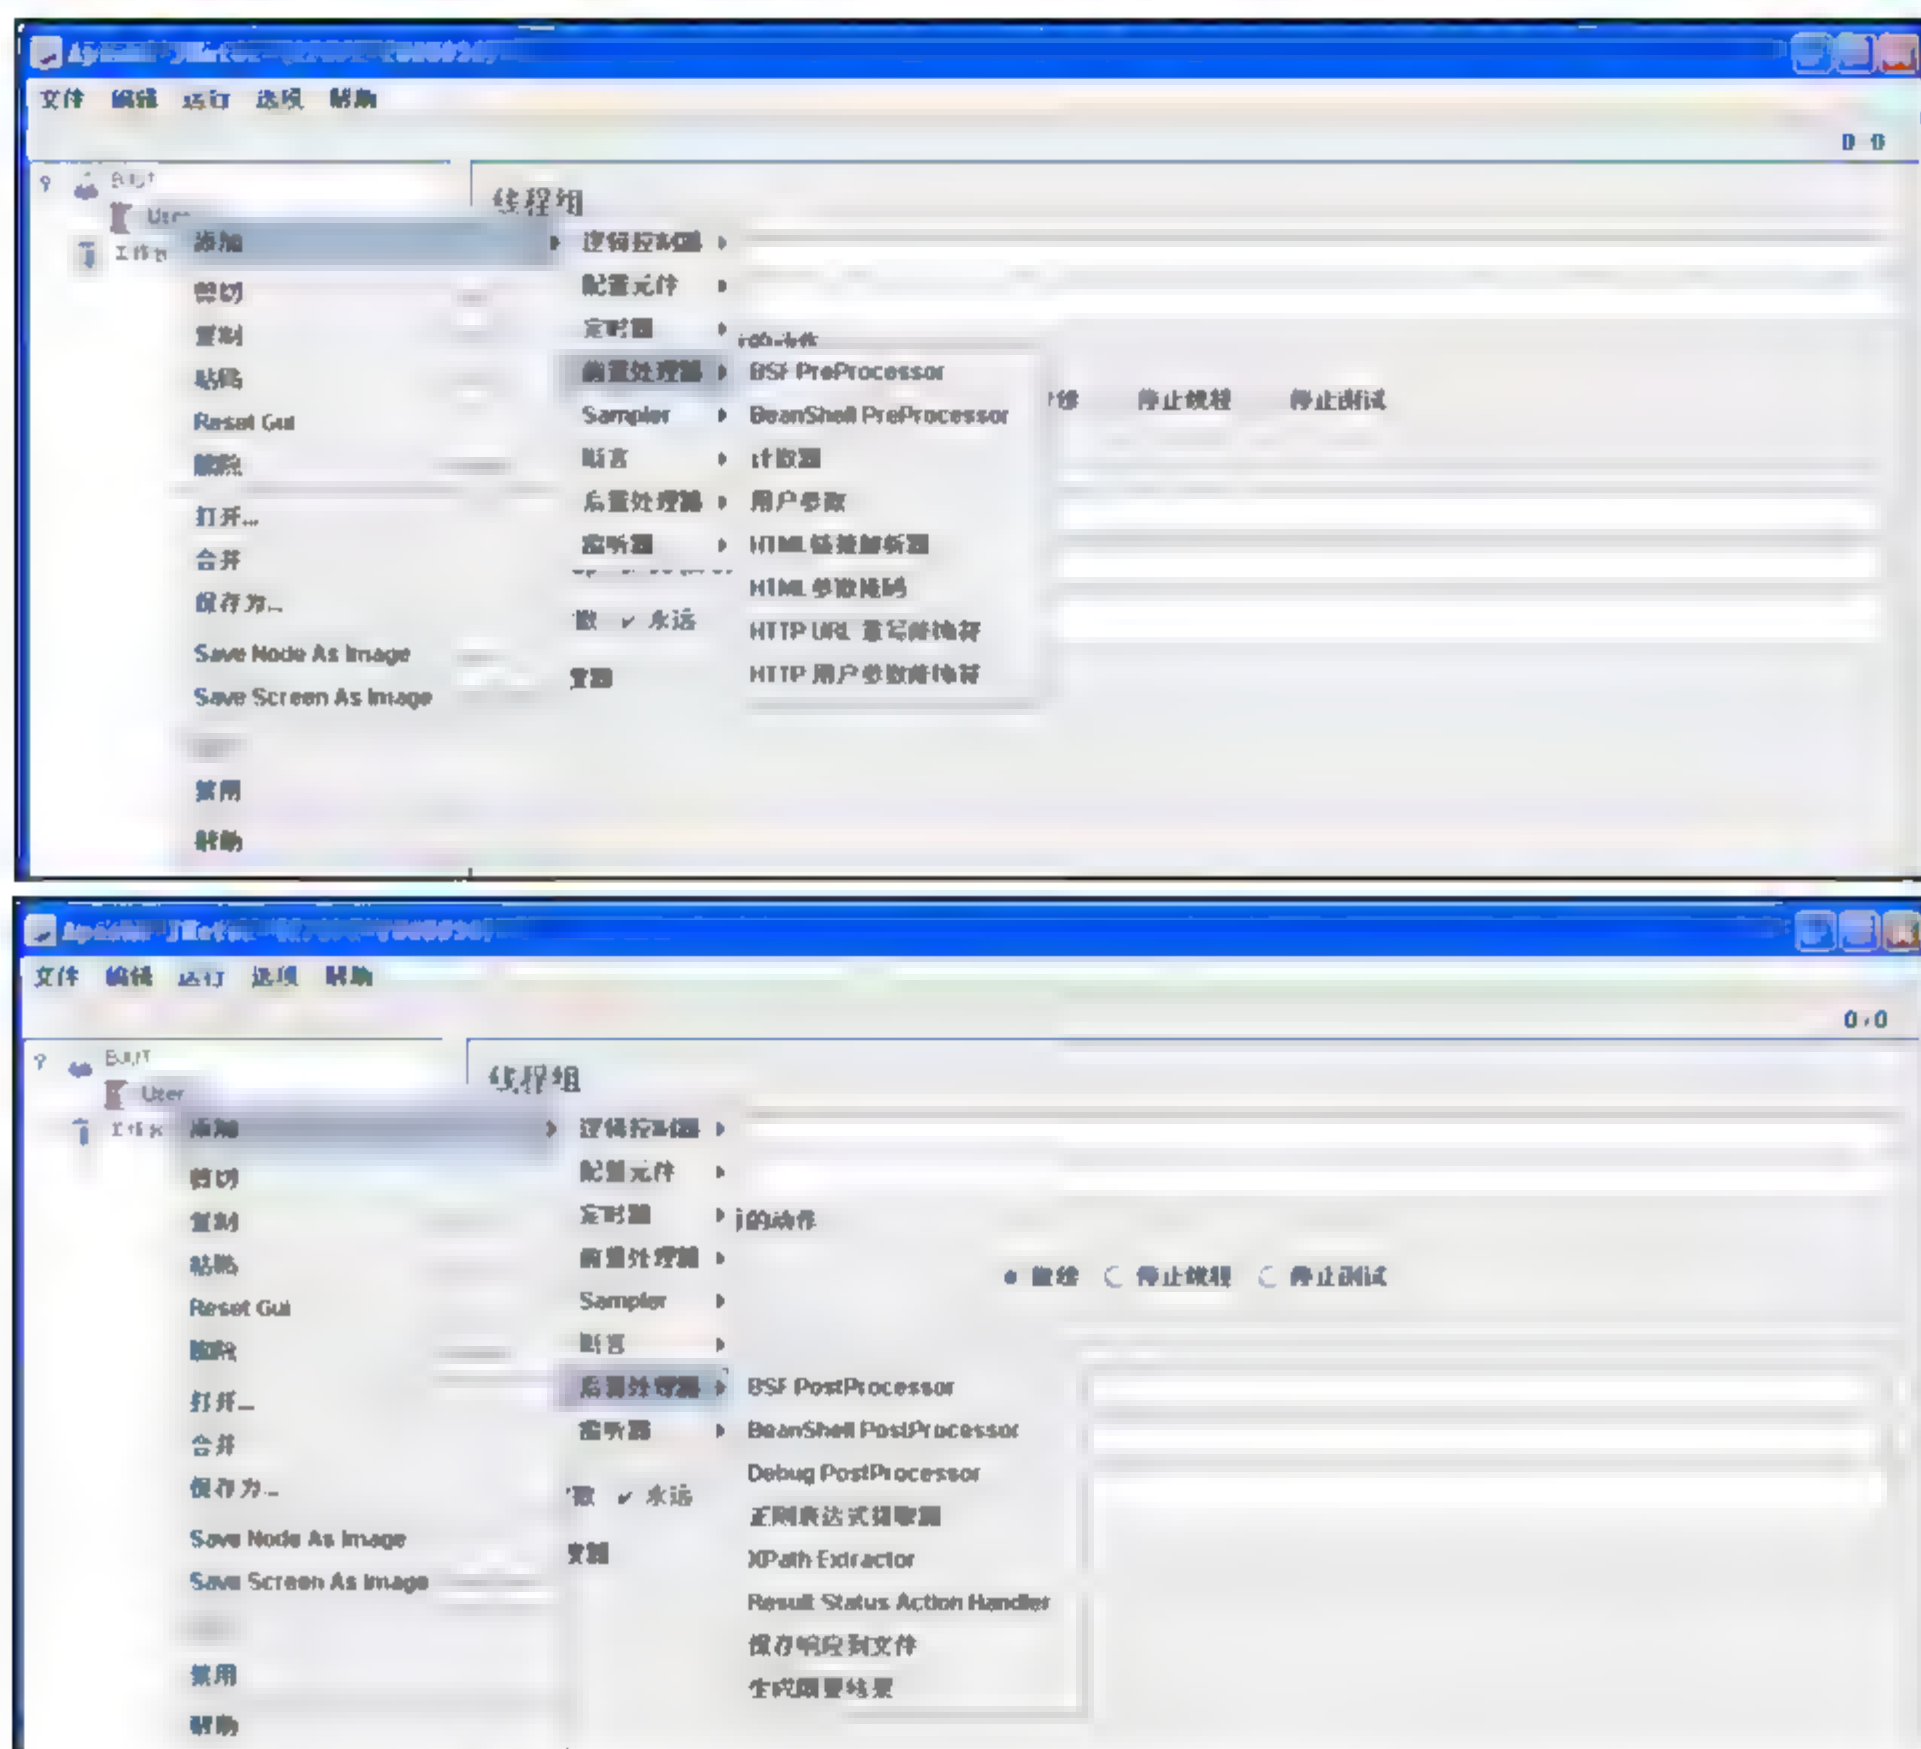 文件 编辑 运行 选项 帮助
0 0
User
线程组
添加
剪切
复制
粘贴
Reset Gui
删除
打开...
合并
保存为...
Save Node As Image
Save Screen As Image
禁用
帮助
逻辑控制器
配置元件
定时器
前置处理器
Sampler
断言
后置处理器
监听器
数 永远
BSF PreProcessor
BeanShell PreProcessor
计数器
用户参数
HTML 链接解析器
HTML 参数掩码
HTTP URL 重写修饰符
HTTP 用户参数修饰符
停止线程 停止测试
文件 编辑 运行 选项 帮助
0/0
User
线程组
添加
剪切
复制
粘贴
Reset Gui
删除
打开...
合并
保存为...
Save Node As Image
Save Screen As Image
禁用
帮助
逻辑控制器
配置元件
定时器
前置处理器
Sampler
断言
后置处理器
监听器
的动作
继续 停止线程 停止测试
数 永远
BSF PostProcessor
BeanShell PostProcessor
Debug PostProcessor
正则表达式提取器
XPath Extractor
Result Status Action Handler
保存响应到文件
生成概要结果